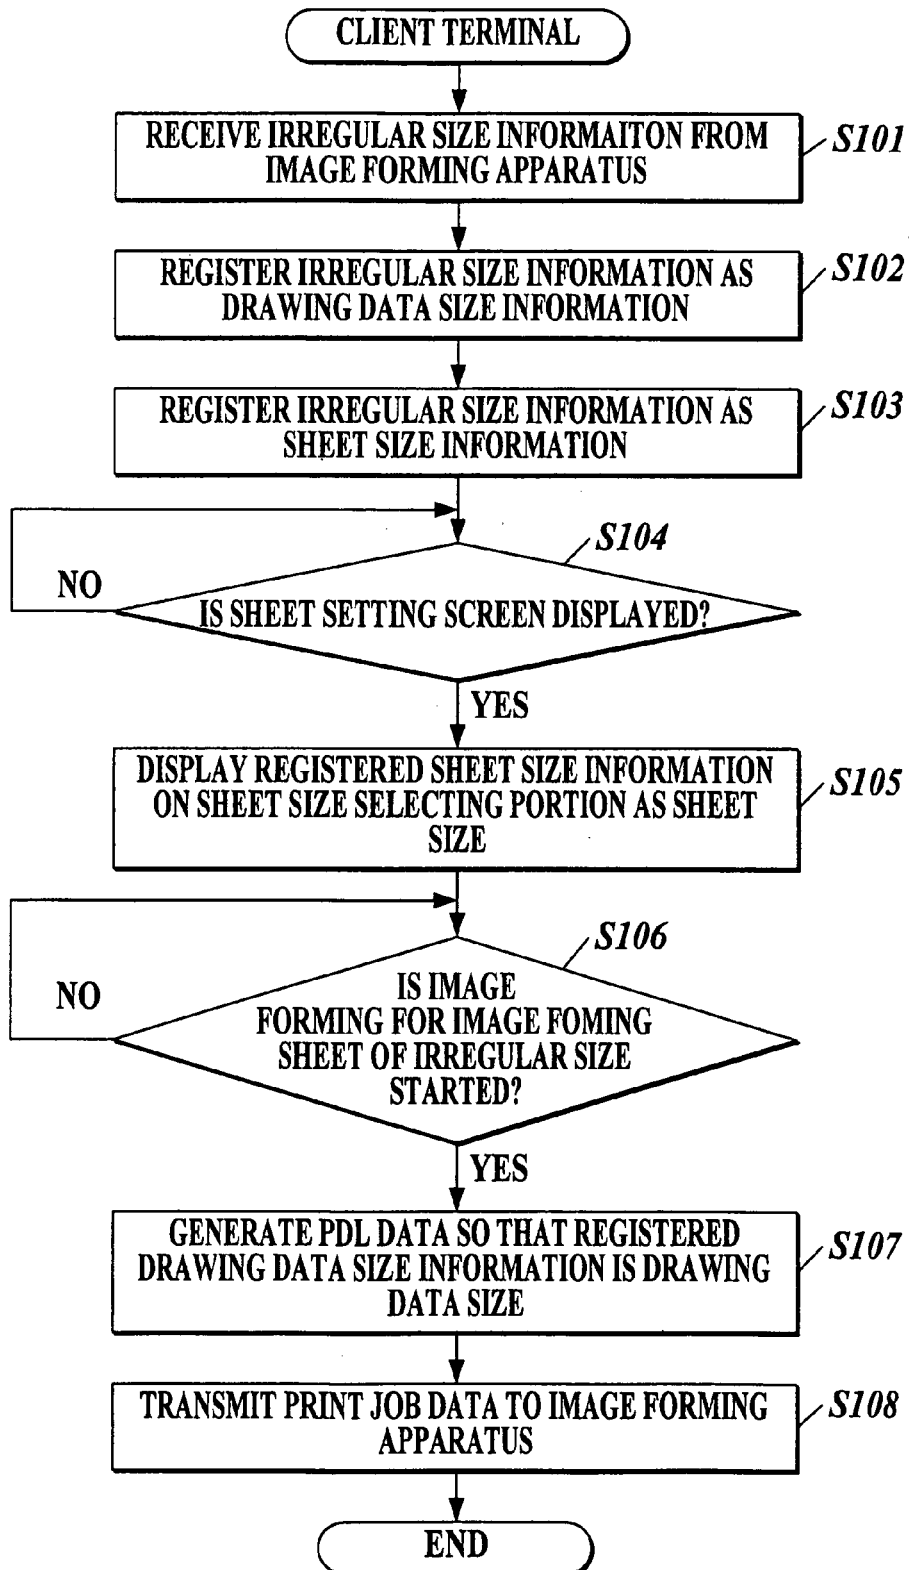 CLIENT TERMINAL
RECEIVE IRREGULAR SIZE INFORMAITON FROM
IMAGE FORMING APPARATUS
S101
REGISTER IRREGULAR SIZE INFORMATION AS
DRAWING DATA SIZE INFORMATION
S102
REGISTER IRREGULAR SIZE INFORMATION AS
SHEET SIZE INFORMATION
S103
S104
NO
IS SHEET SETTING SCREEN DISPLAYED?
YES
DISPLAY REGISTERED SHEET SIZE INFORMATION
ON SHEET SIZE SELECTING PORTION AS SHEET
SIZE
S105
S106
NO
IS IMAGE
FORMING FOR IMAGE FOMING
SHEET OF IRREGULAR SIZE
STARTED?
YES
GENERATE PDL DATA SO THAT REGISTERED
DRAWING DATA SIZE INFORMATION IS DRAWING
DATA SIZE
S107
TRANSMIT PRINT JOB DATA TO IMAGE FORMING
APPARATUS
S108
END